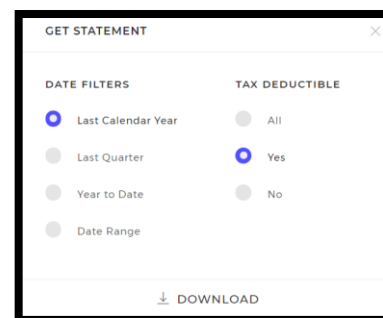 GET STATEMENT
DATE FILTERS
Last Calendar Year
Last Quarter
Year to Date
Date Range
TAX DEDUCTIBLE
All
Yes
No
DOWNLOAD